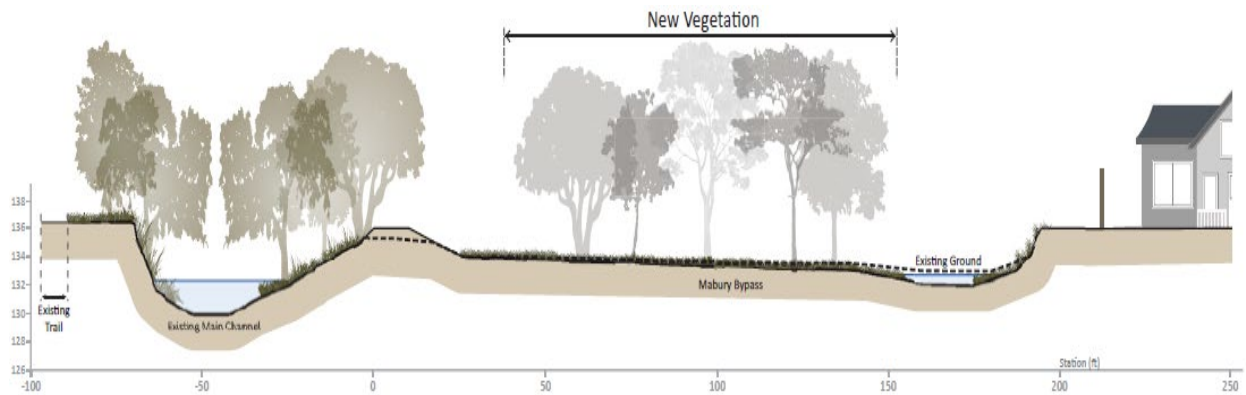 New Vegetation
138
136
134
132
130
128
126
Existing
Trail
Existing Main Channel
Mabury Bypass
Existing Ground
Station (ft)
-100
-50
0
50
100
150
200
250